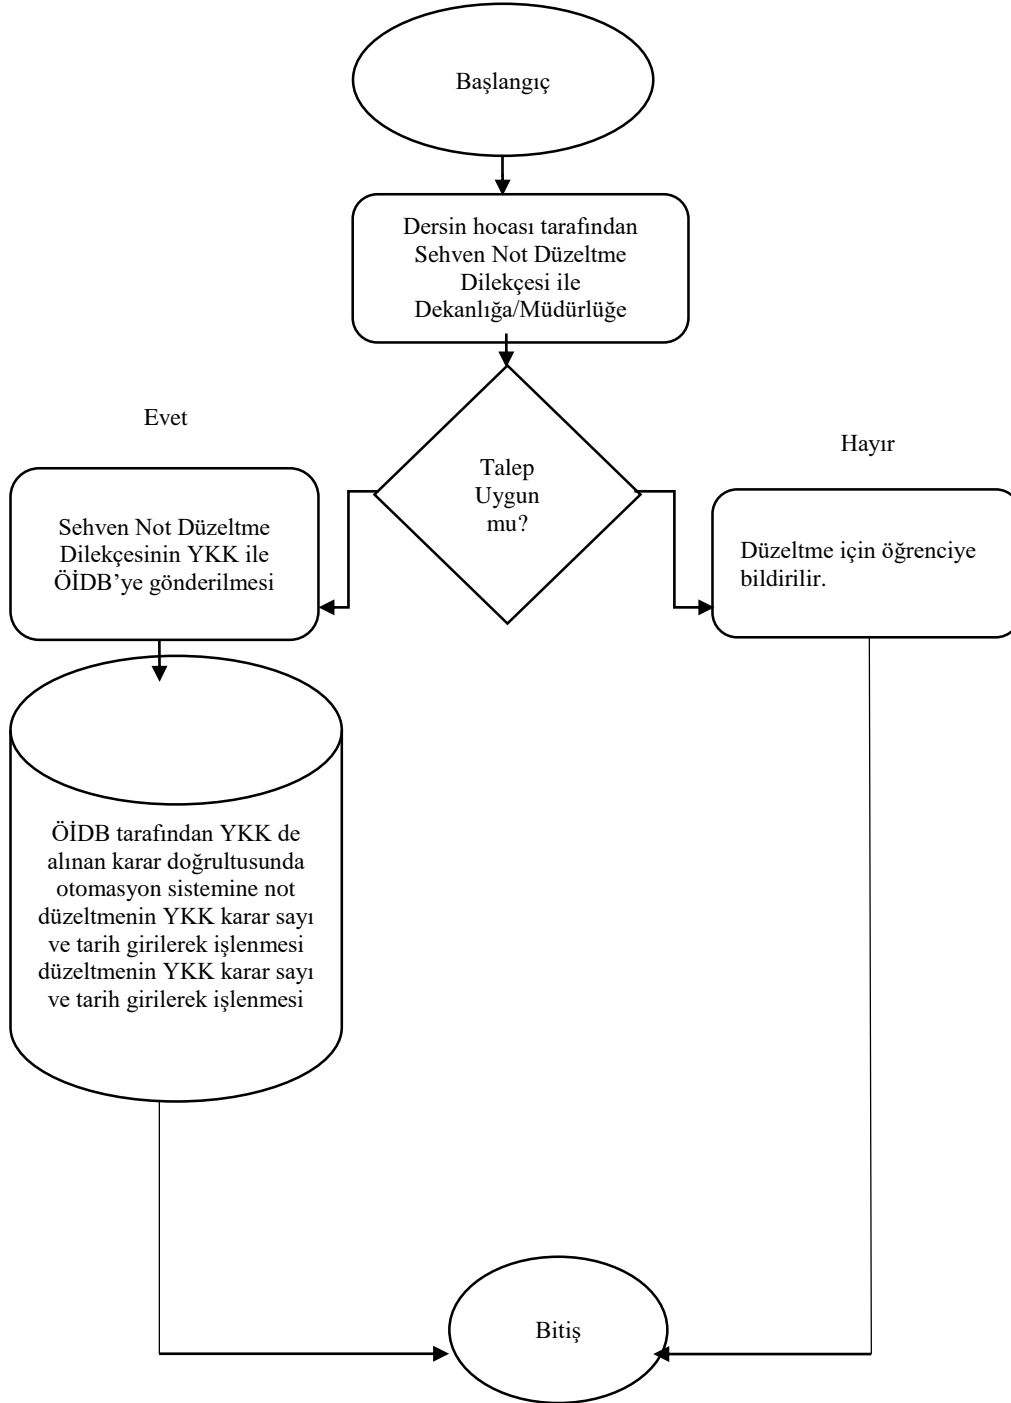 Başlangıç
Dersin hocası tarafından
Sehven Not Düzeltme
Dilekçesi ile
Dekanlığa/Müdürlüğe
Evet
Hayır
Talep
Uygun
mu?
Sehven Not Düzeltme
Dilekçesinin YKK ile
ÖİDB’ye gönderilmesi
Düzeltme için öğrenciye
bildirilir.
ÖİDB tarafından YKK de
alınan karar doğrultusunda
otomasyon sistemine not
düzeltmenin YKK karar sayı
ve tarih girilerek işlenmesi
düzeltmenin YKK karar sayı
ve tarih girilerek işlenmesi
Bitiş